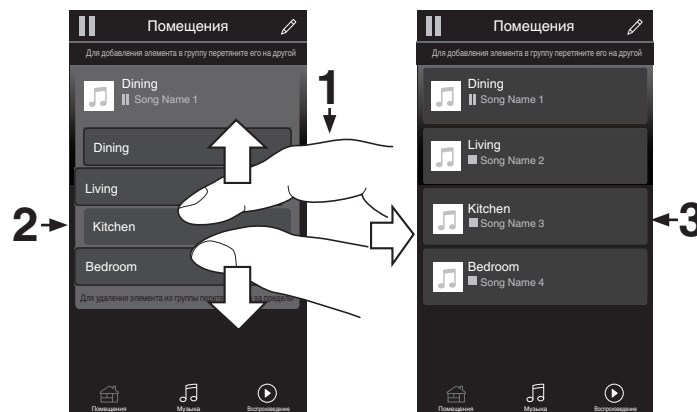 Помещения
Для добавления элемента в группу перетяните его на другой
Dining
Song Name 1
Dining
Living
Kitchen
Bedroom
Для удаления элемента из группы за пределы
Помещения
Музыка
Воспроизведение
1
2
Помещения
Для добавления элемента в группу перетяните его на другой
Dining
Song Name 1
Living
Song Name 2
Kitchen
Song Name 3
Bedroom
Song Name 4
Помещения
Музыка
Воспроизведение
3